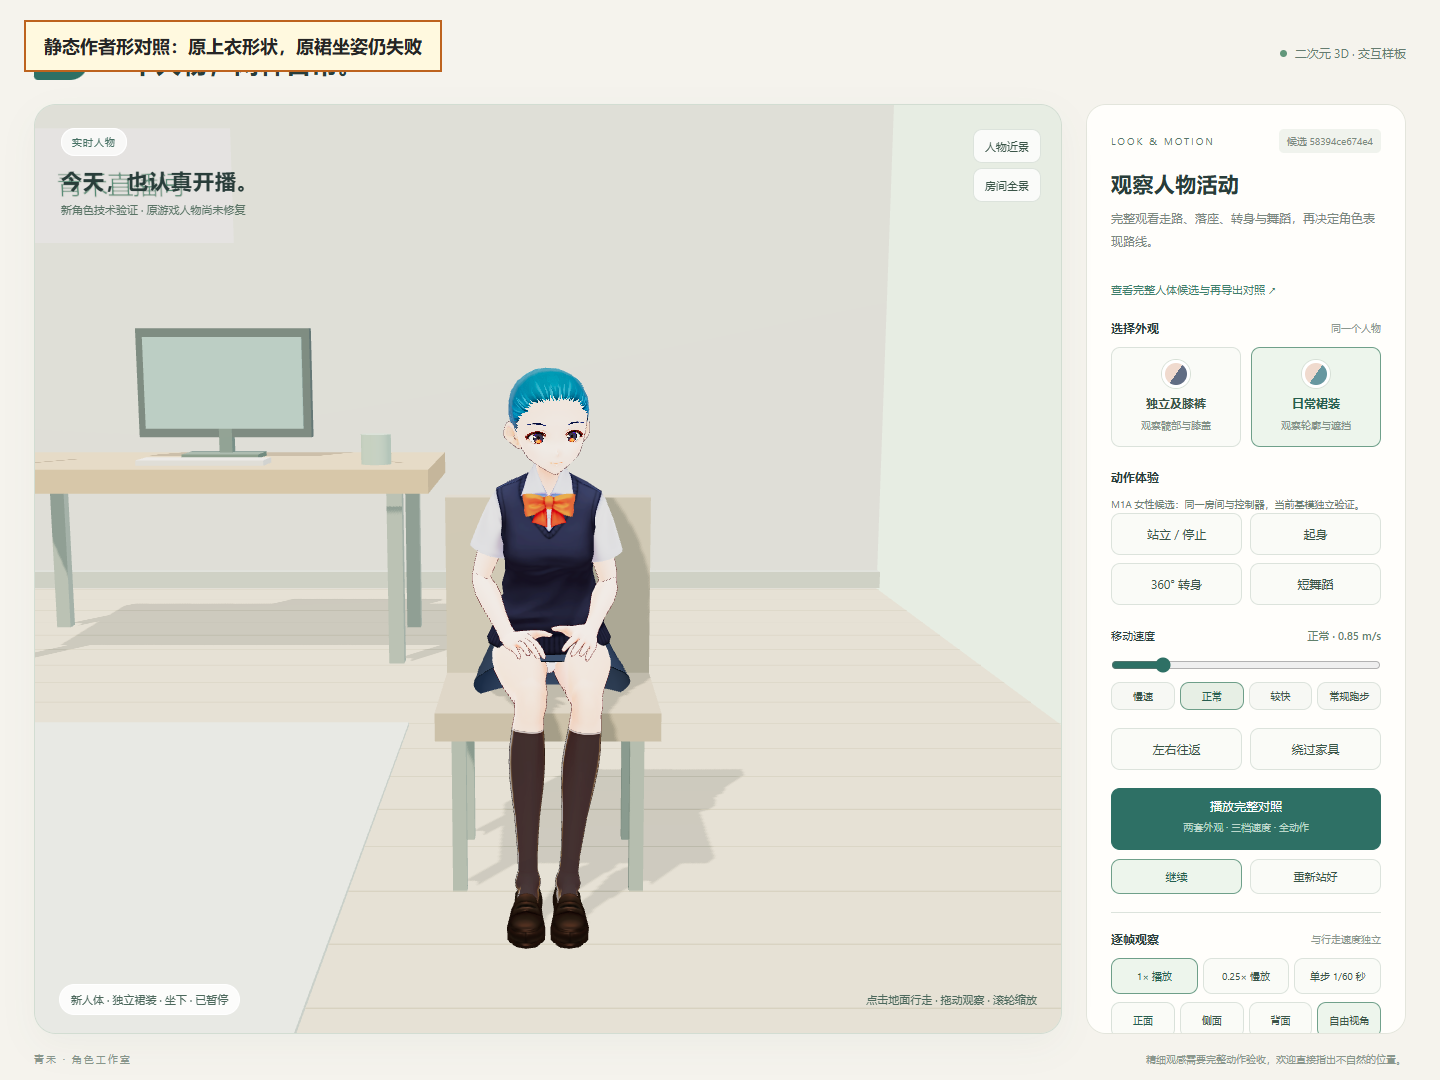 静态作者形对照：原上衣形状，原裙坐姿仍失败
二次元 3D · 交互样板
实时人物
青禾直播间
今天，也认真开播。
新角色技术验证 · 原游戏人物尚未修复
人物近景
房间全景
新人体 · 独立裙装 · 坐下 · 已暂停
点击地面行走 · 拖动观察 · 滚轮缩放
LOOK & MOTION
候选 58394ce674e4
观察人物活动
完整观看走路、落座、转身与舞蹈，再决定角色表
现路线。
查看完整人体候选与再导出对照 ↗
选择外观
同一个人物
独立及膝裤
观察髋部与膝盖
日常裙装
观察轮廓与遮挡
动作体验
M1A 女性候选：同一房间与控制器，当前基模独立验证。
站立 / 停止
起身
360° 转身
短舞蹈
移动速度
正常 · 0.85 m/s
慢速
正常
较快
常规跑步
左右往返
绕过家具
播放完整对照
两套外观 · 三档速度 · 全动作
继续
重新站好
逐帧观察
与行走速度独立
1× 播放
0.25× 慢放
单步 1/60 秒
正面
侧面
背面
自由视角
青禾 · 角色工作室
精细观感需要完整动作验收，欢迎直接指出不自然的位置。